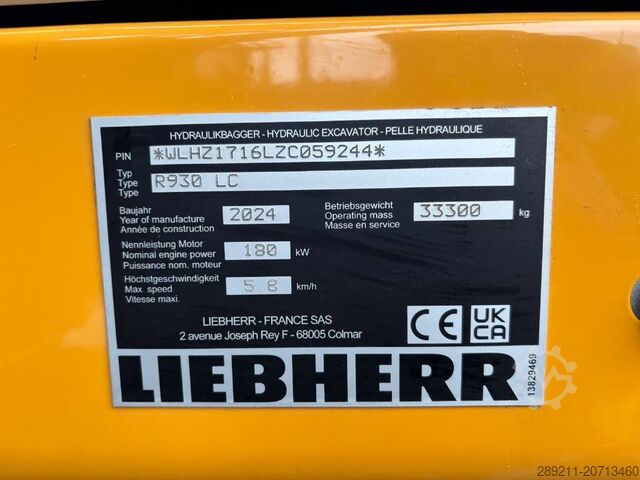 HYDRAULIKBAGGER - HYDRAULIC EXCAVATOR - PELLE HYDRAULIQUE
PIN *WLHZ1716LZC059244*
Typ
Type R930 LC
Type
Baujahr
Year of manufacture 2024
Année de construction
Betriebsgewicht
Operating mass 33300 kg
Masse en service
Nennleistung Motor
Nominal engine power 180 kW
Puissance nom. moteur
Höchstgeschwindigkeit
Max. speed 5.8 km/h
Vitesse maxi.
LIEBHERR - FRANCE SAS
2 avenue Joseph Rey F - 68005 Colmar
CE UK
CA
LIEBHERR
13829469
289211-20713460